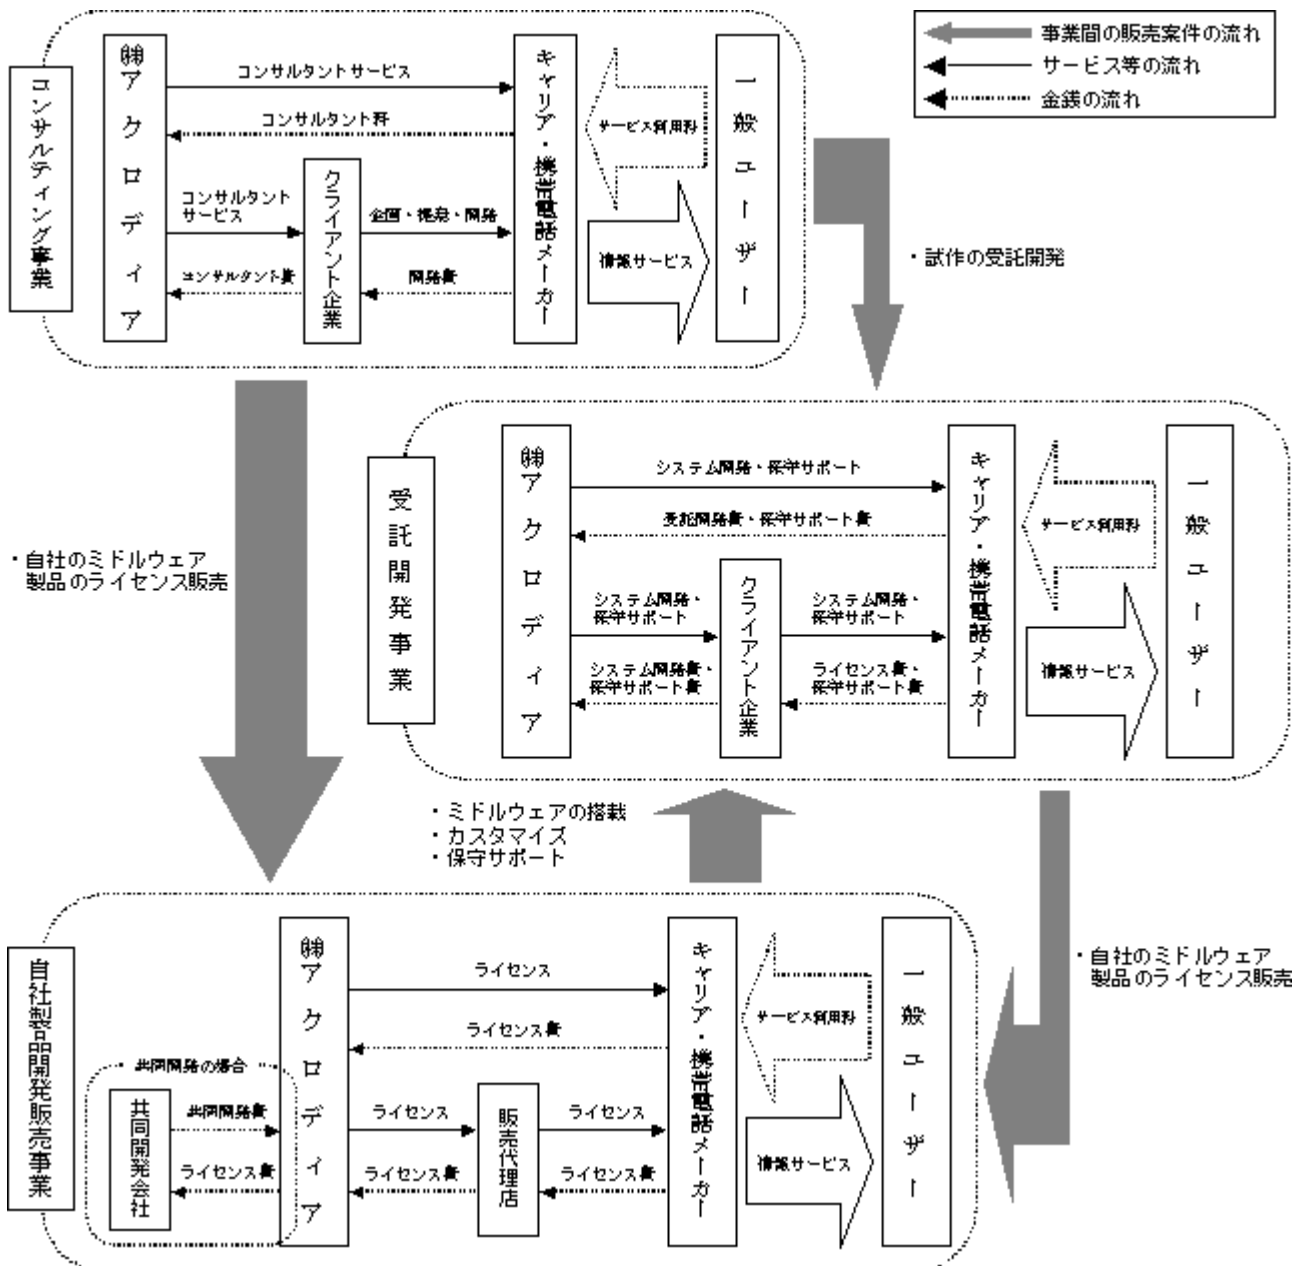 事業間の販売案件の流れ
サービス等の流れ
金銭の流れ
コンサルティング事業
㈱アクロディア
コンサルタントサービス
コンサルタント料
コンサルタント
サービス
コンサルタント費
クライアント企業
企画・提案・開発
開発費
キャリア・携帯電話メーカー
サービス利用料
情報サービス
一般ユーザー
・試作の受託開発
・自社のミドルウェア
製品のライセンス販売
受託開発事業
㈱アクロディア
システム開発・保守サポート
受託開発費・保守サポート費
システム開発・
保守サポート
システム開発費・
保守サポート費
クライアント企業
システム開発・
保守サポート
ライセンス費・
保守サポート費
キャリア・携帯電話メーカー
サービス利用料
情報サービス
一般ユーザー
・ミドルウェアの搭載
・カスタマイズ
・保守サポート
・自社のミドルウェア
製品のライセンス販売
自社製品開発販売事業
共同開発の場合
共同開発会社
共同開発費
ライセンス費
㈱アクロディア
ライセンス
ライセンス費
ライセンス
ライセンス費
販売代理店
ライセンス
ライセンス費
キャリア・携帯電話メーカー
サービス利用料
情報サービス
一般ユーザー